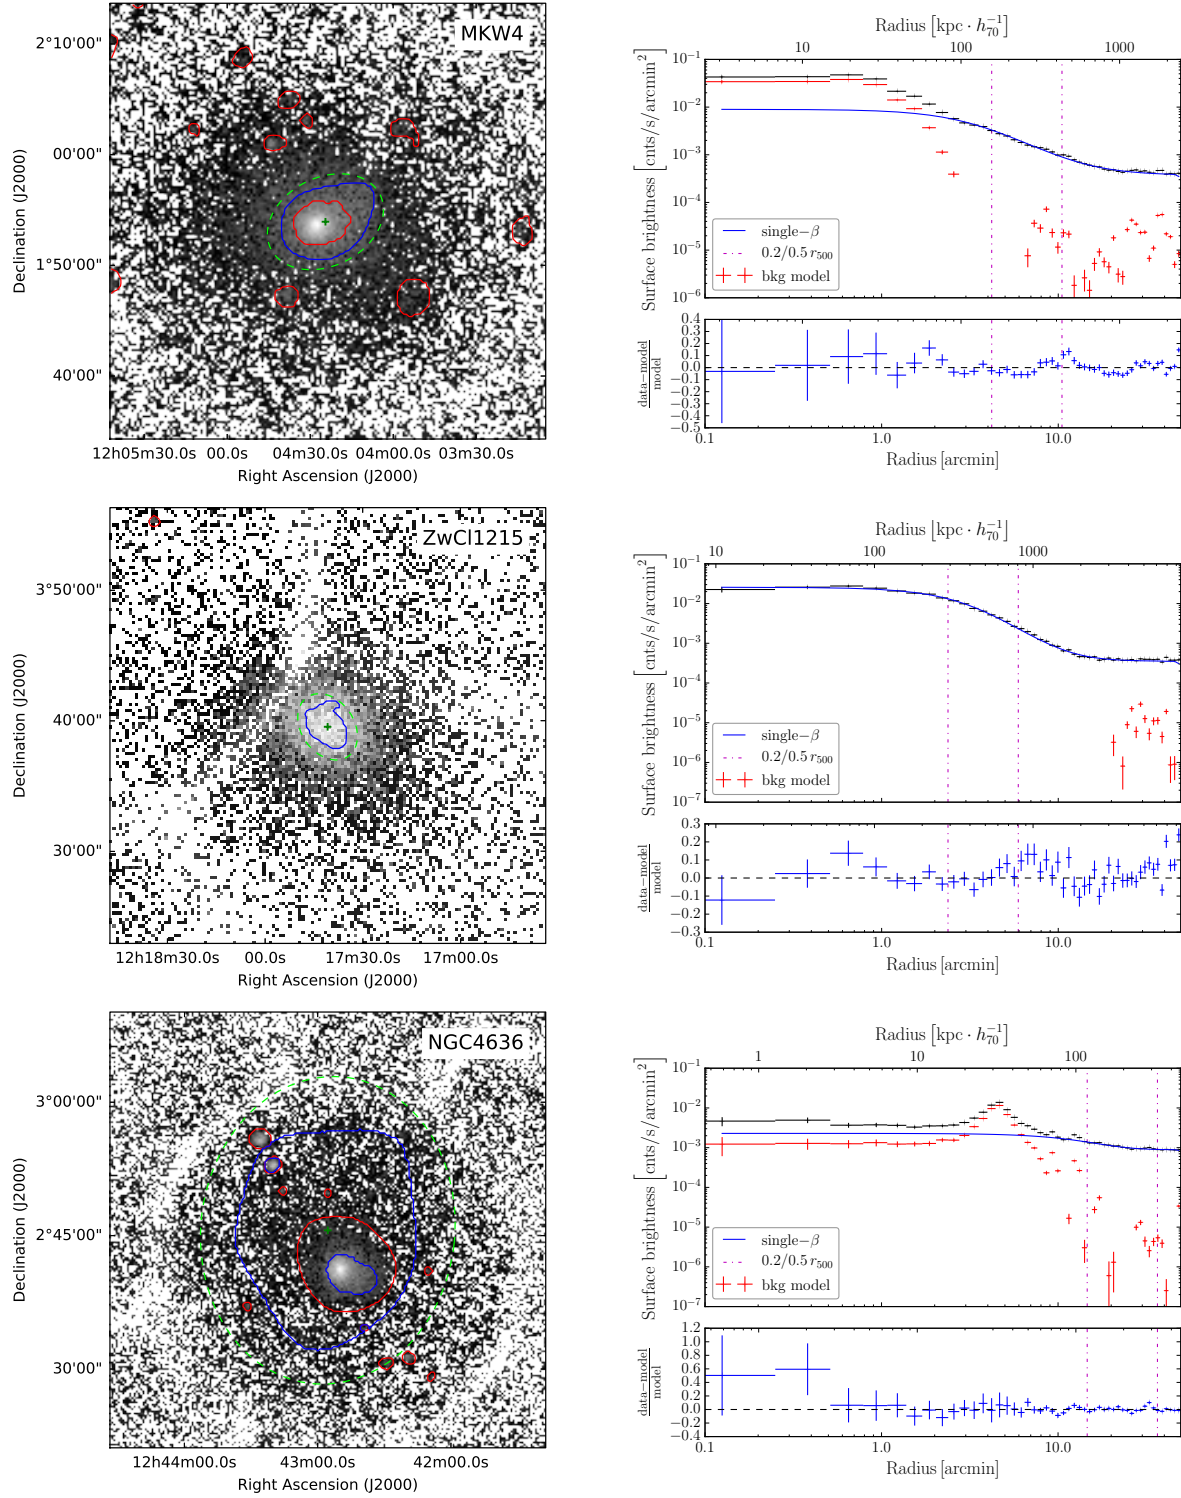 MKW4
2°10'00"
00'00"
1°50'00"
40'00"
Declination (J2000)
12h05m30.0s 00.0s 04m30.0s 04m00.0s 03m30.0s
Right Ascension (J2000)
Radius [kpc · h₇₀⁻¹]
10 100 1000
10⁻¹
10⁻²
10⁻³
10⁻⁴
10⁻⁵
10⁻⁶
Surface brightness [cnts/s/arcmin²]
single−β
0.2/0.5 r₅₀₀
bkg model
0.4
0.3
0.2
0.1
0.0
−0.1
−0.2
−0.3
−0.4
−0.5
data−model
model
0.1 1.0 10.0
Radius [arcmin]
ZwCl1215
3°50'00"
40'00"
30'00"
Declination (J2000)
12h18m30.0s 00.0s 17m30.0s 17m00.0s
Right Ascension (J2000)
Radius [kpc · h₇₀⁻¹]
10 100 1000
10⁻¹
10⁻²
10⁻³
10⁻⁴
10⁻⁵
10⁻⁶
10⁻⁷
Surface brightness [cnts/s/arcmin²]
single−β
0.2/0.5 r₅₀₀
bkg model
0.3
0.2
0.1
0.0
−0.1
−0.2
−0.3
data−model
model
0.1 1.0 10.0
Radius [arcmin]
NGC4636
3°00'00"
2°45'00"
30'00"
Declination (J2000)
12h44m00.0s 43m00.0s 42m00.0s
Right Ascension (J2000)
Radius [kpc · h₇₀⁻¹]
1 10 100
10⁻¹
10⁻²
10⁻³
10⁻⁴
10⁻⁵
10⁻⁶
10⁻⁷
Surface brightness [cnts/s/arcmin²]
single−β
0.2/0.5 r₅₀₀
bkg model
1.2
1.0
0.8
0.6
0.4
0.2
0.0
−0.2
−0.4
data−model
model
0.1 1.0 10.0
Radius [arcmin]